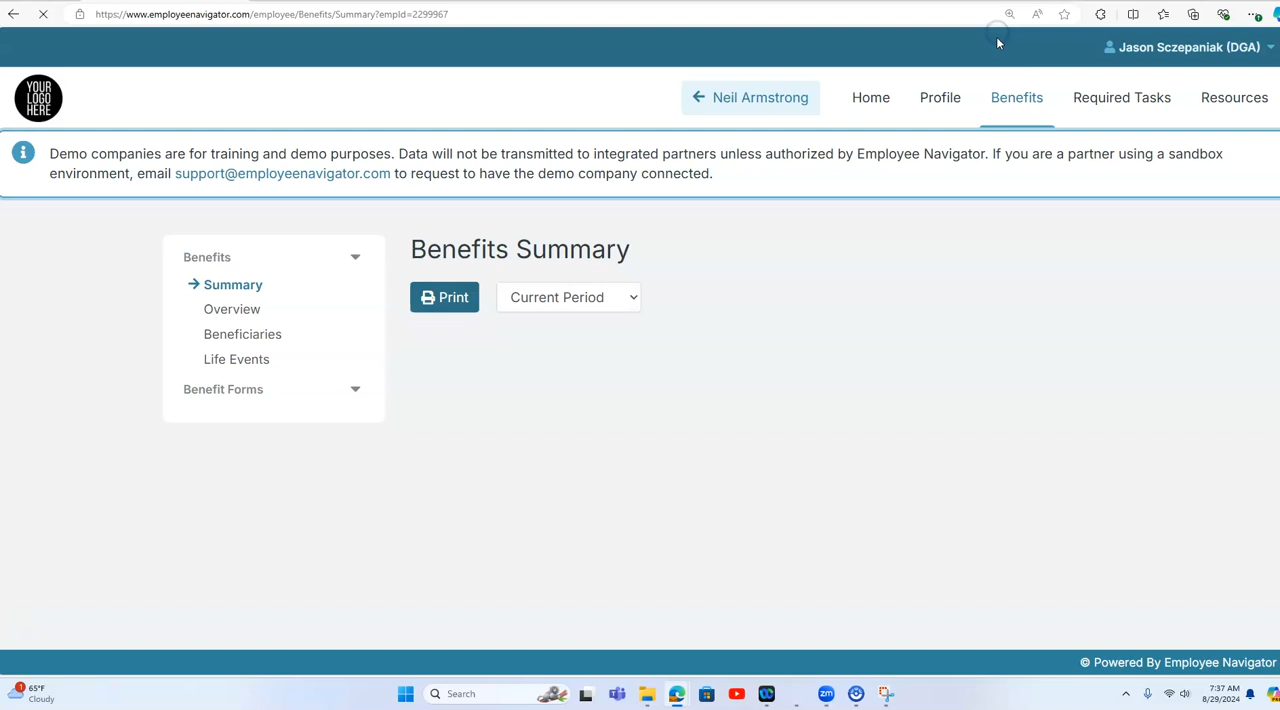 https://www.employeenavigator.com/employee/Benefits/Summary?empId=2299967
Jason Sczepaniak (DGA)
YOUR
LOGO
HERE
Neil Armstrong
Home
Profile
Benefits
Required Tasks
Resources
Demo companies are for training and demo purposes. Data will not be transmitted to integrated partners unless authorized by Employee Navigator. If you are a partner using a sandbox
environment, email support@employeenavigator.com to request to have the demo company connected.
Benefits
Summary
Overview
Beneficiaries
Life Events
Benefit Forms
Benefits Summary
Print
Current Period
© Powered By Employee Navigator
1
65°F
Cloudy
Search
zm
7:37 AM
8/29/2024